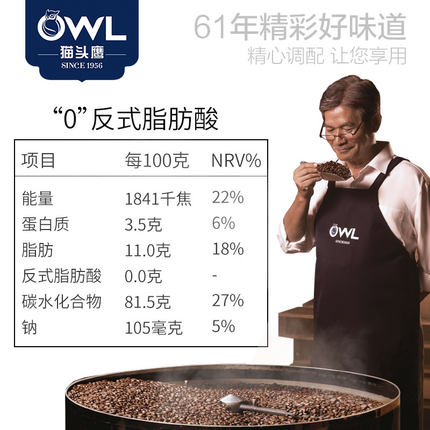 OWL
猫头鹰
SINCE 1956
61年精彩好味道
精心调配 让您享用
“0”反式脂肪酸
项目 每100克 NRV%
能量 1841千焦 22%
蛋白质 3.5克 6%
脂肪 11.0克 18%
反式脂肪酸 0.0克 -
碳水化合物 81.5克 27%
钠 105毫克 5%
OWL